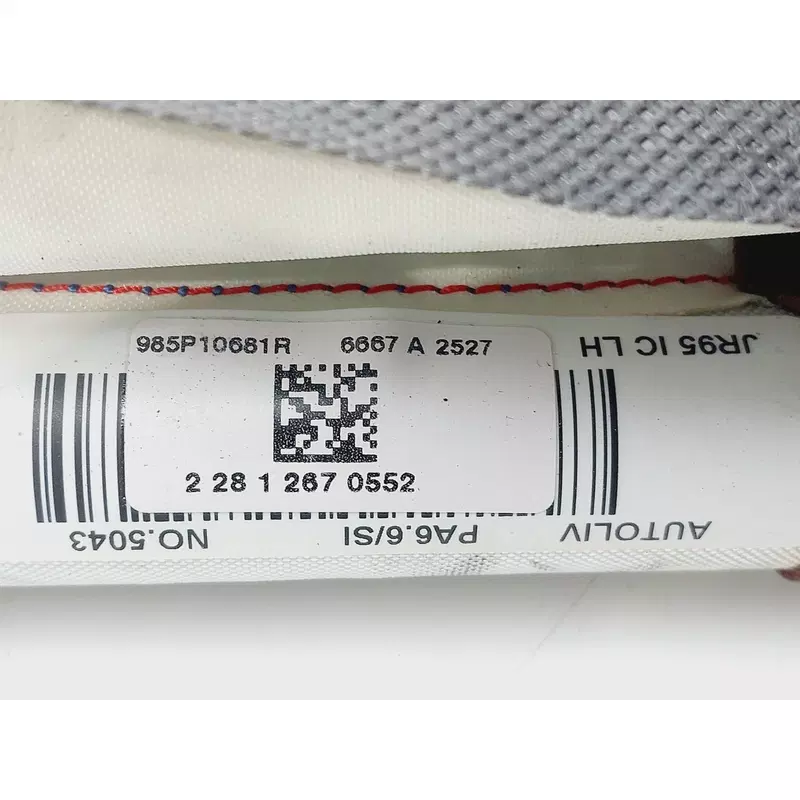 985P10681R 6667 A 2527
2 28 1 267 0552
JR95 IC LH
AUTOLIV PA6.6/SI NO.5043